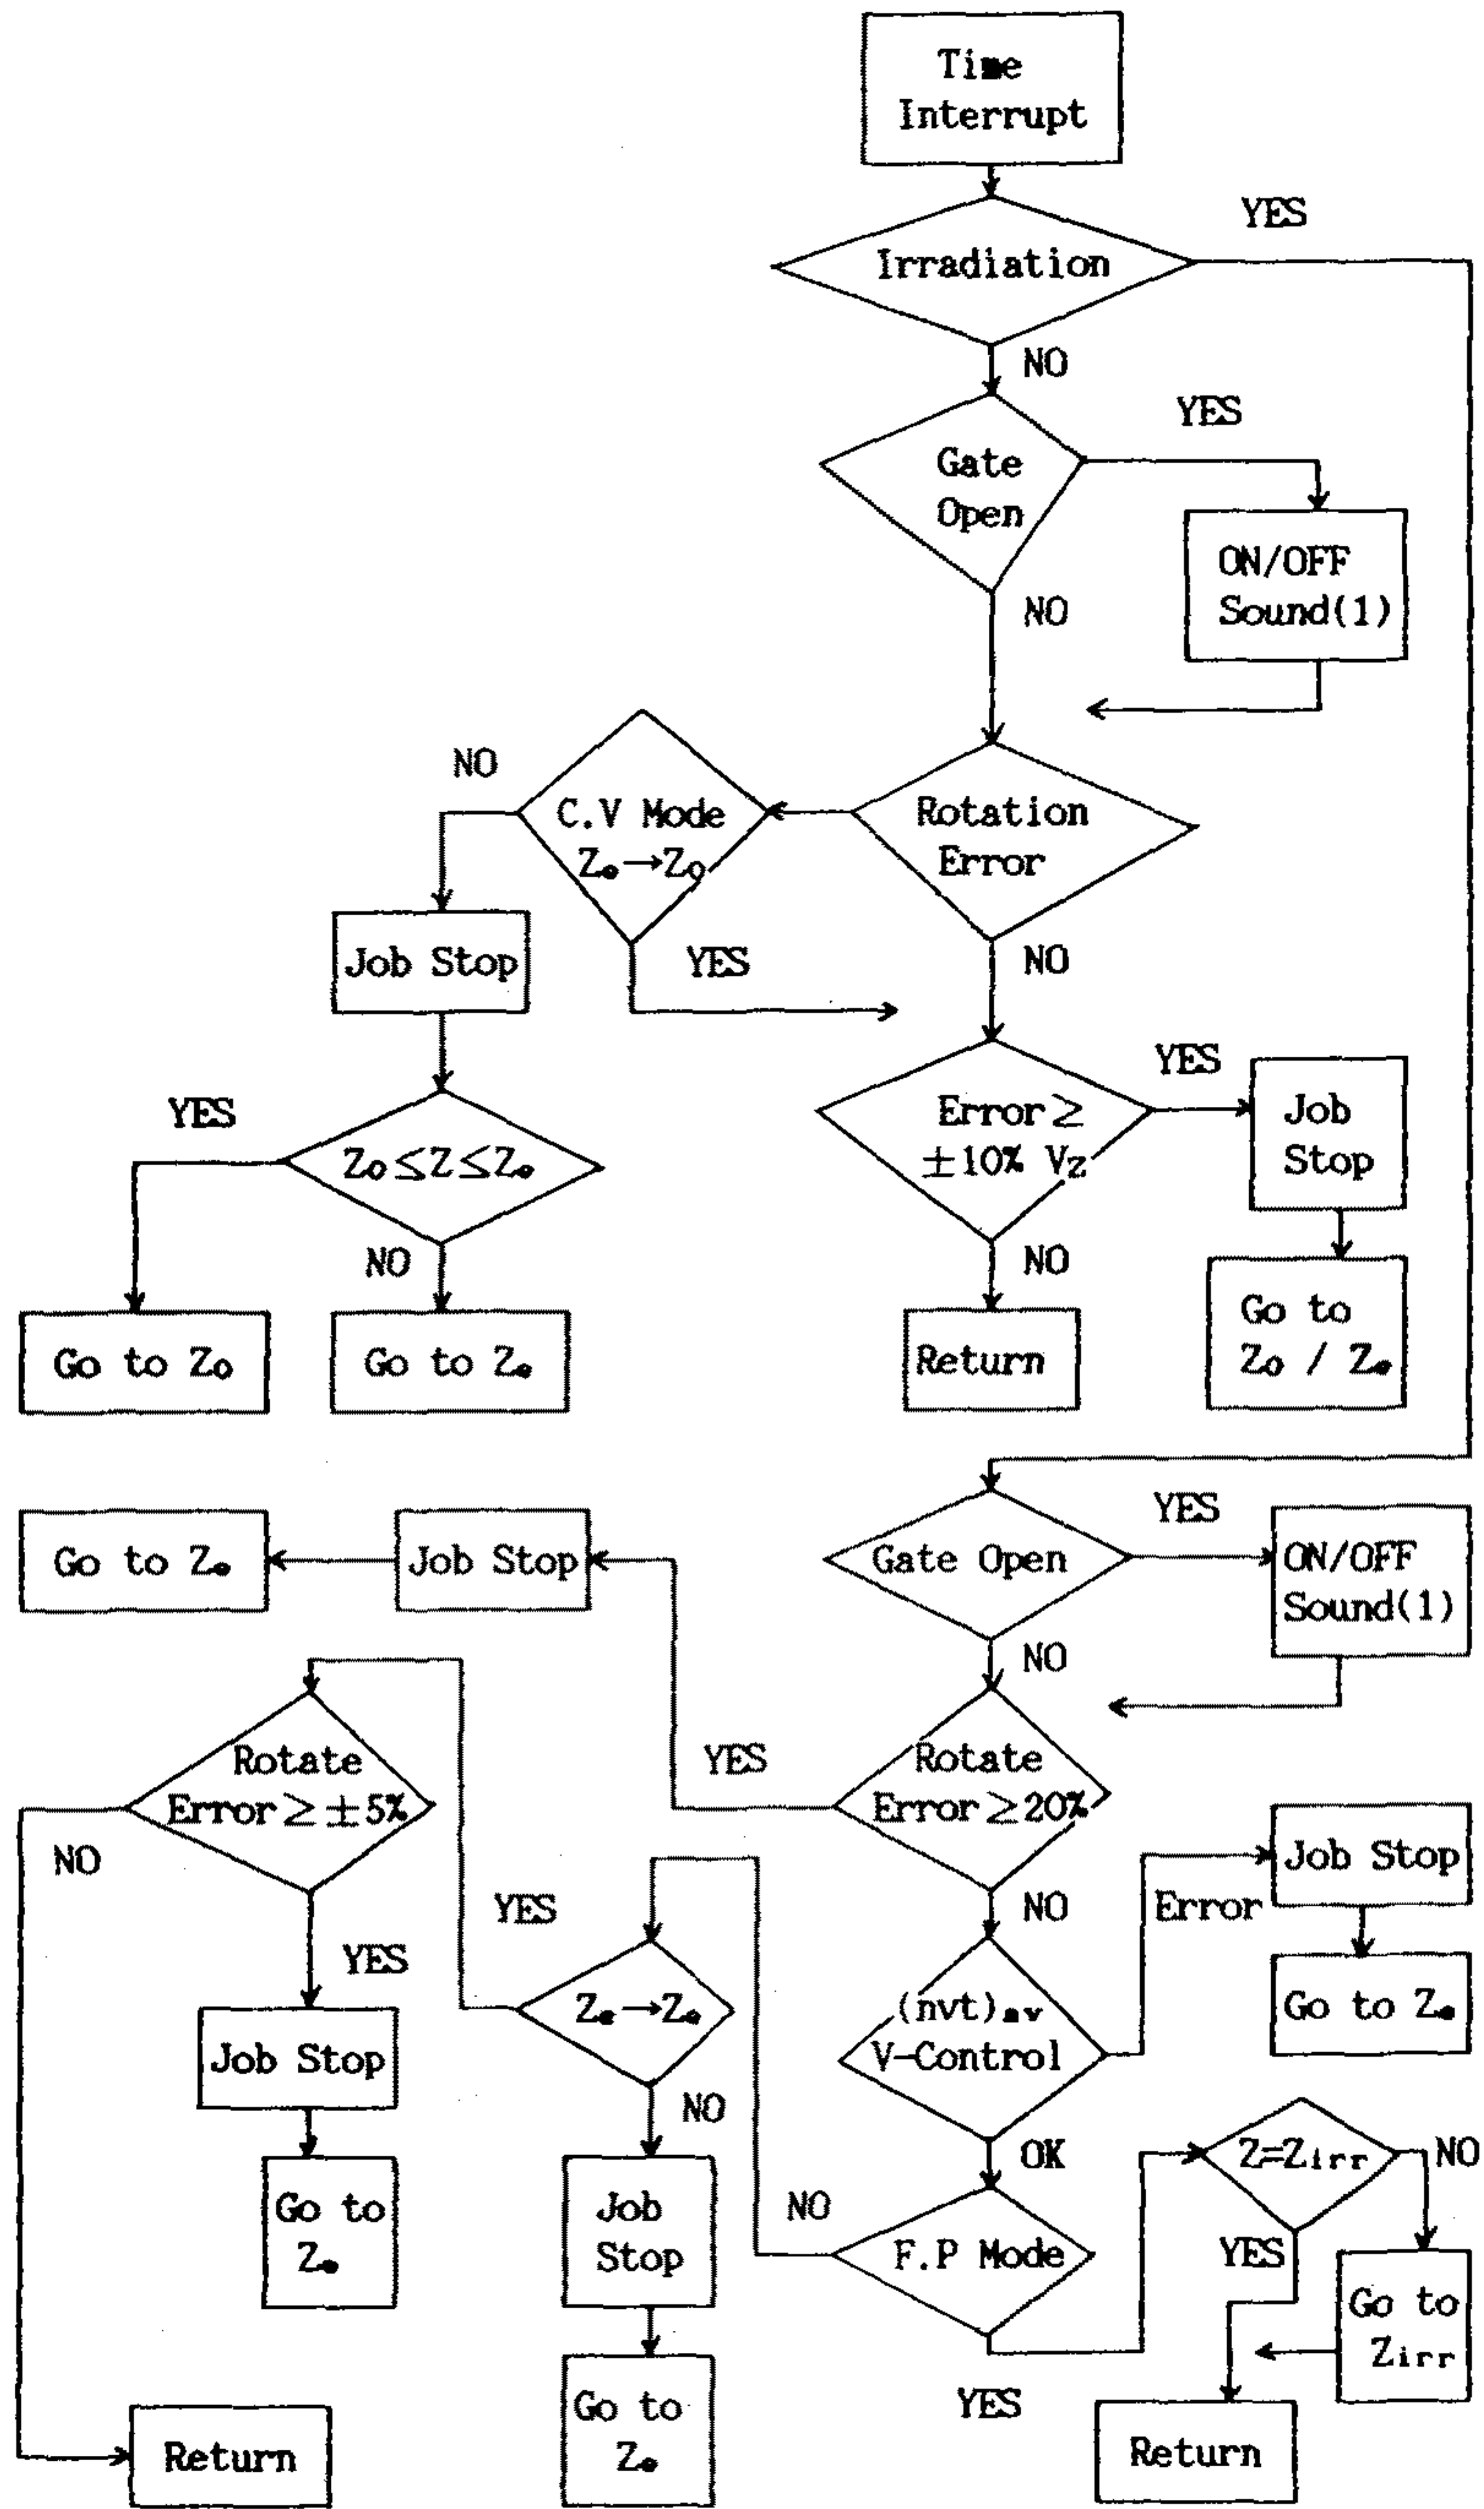 Time
Interrupt
YES
Irradiation
NO
YES
Gate
Open
ON/OFF
Sound(1)
NO
NO
C.V Mode
Zₑ→Z₀
Rotation
Error
Job Stop
YES
NO
YES
Error≥
±10% Vz
Job
Stop
YES
Z₀≤Z≤Zₑ
NO
NO
Go to Z₀
Go to Zₑ
Return
Go to
Z₀ / Zₑ
YES
Go to Zₑ
Job Stop
Gate Open
ON/OFF
Sound(1)
NO
Rotate
Error≥±5%
YES
Rotate
Error≥20%
NO
Job Stop
YES
NO
Error
YES
Zₑ→Zₑ
(nvt)ₐᵥ
V-Control
Go to Zₑ
Job Stop
NO
OK
Z=Zirr
NO
Go to
Zₑ
Job
Stop
NO
F.P Mode
YES
Go to
Zirr
Go to
Zₑ
YES
Return
Return